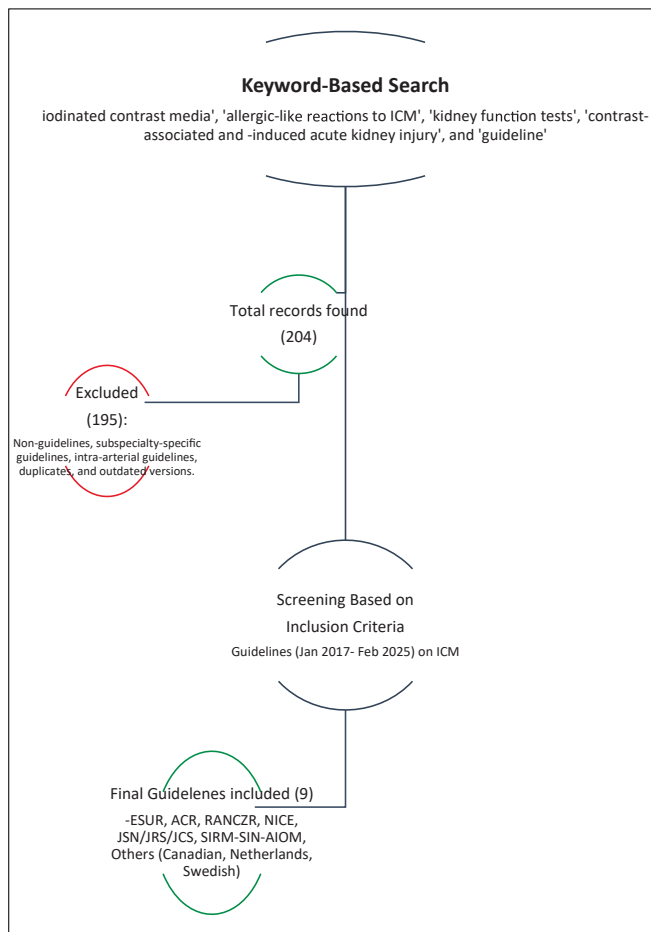 Keyword-Based Search
iodinated contrast media', 'allergic-like reactions to ICM', 'kidney function tests', 'contrast-
associated and -induced acute kidney injury', and 'guideline'
Total records found
(204)
Excluded
(195):
Non-guidelines, subspecialty-specific
guidelines, intra-arterial guidelines,
duplicates, and outdated versions.
Screening Based on
Inclusion Criteria
Guidelines (Jan 2017- Feb 2025) on ICM
Final Guidelenes included (9)
-ESUR, ACR, RANCZR, NICE,
JSN/JRS/JCS, SIRM-SIN-AIOM,
Others (Canadian, Netherlands,
Swedish)